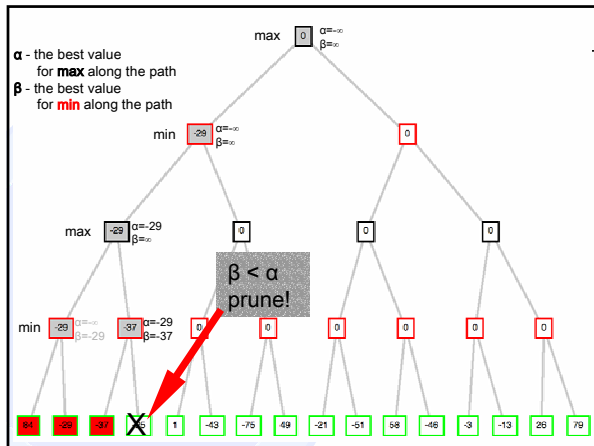 max 0 α=-∞
β=∞
α - the best value
for max along the path
β - the best value
for min along the path
min -29 α=-∞
β=∞
0
max -29 α=-29
β=∞
0 0 0
β < α
prune!
min -29 α=-∞
β=-29
-37 α=-29
β=-37
0 0 0 0 0 0
84 -29 -37 X 1 -43 -75 49 -21 -51 58 -46 -3 -13 26 79